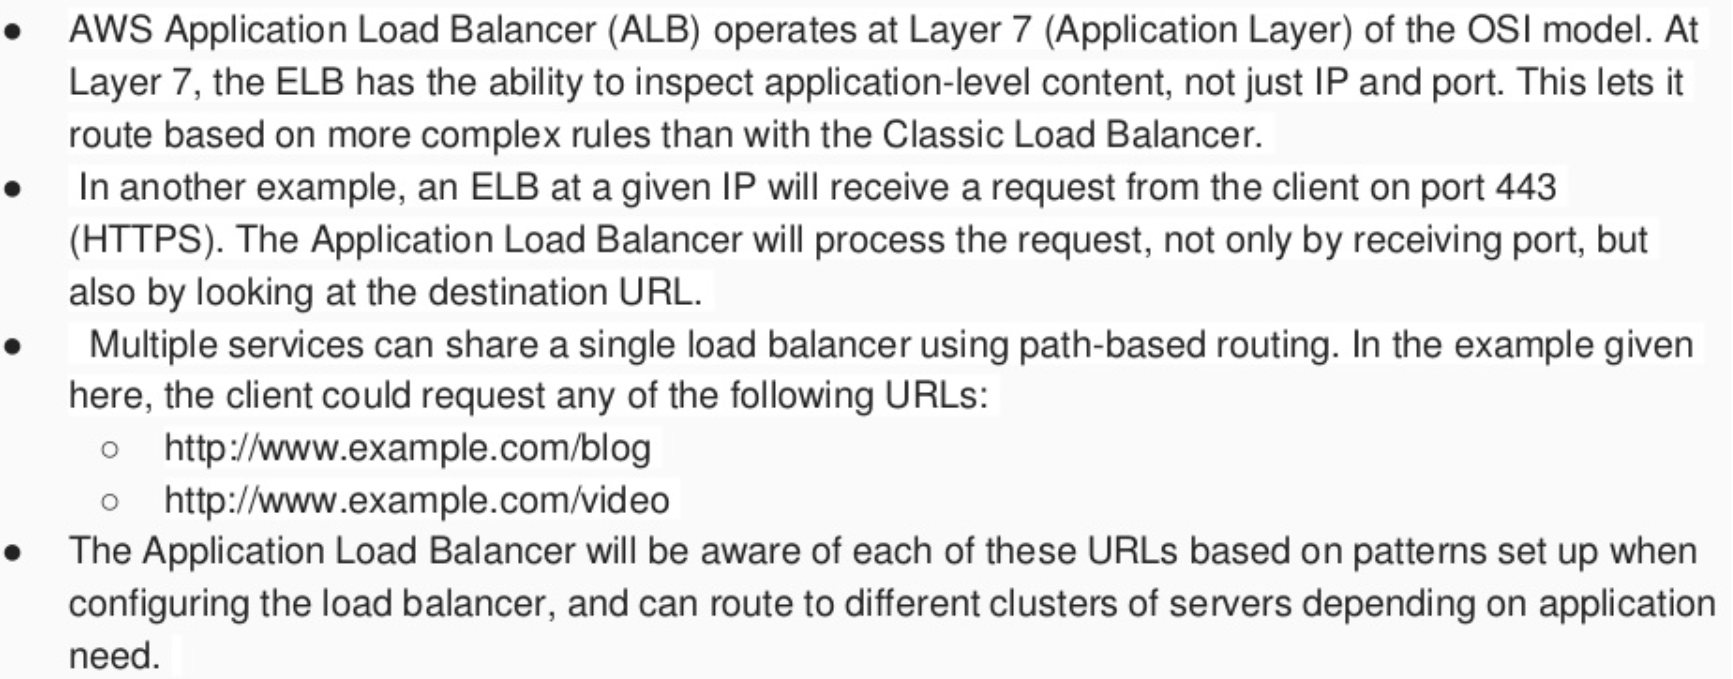 ● AWS Application Load Balancer (ALB) operates at Layer 7 (Application Layer) of the OSI model. At
Layer 7, the ELB has the ability to inspect application-level content, not just IP and port. This lets it
route based on more complex rules than with the Classic Load Balancer.
● In another example, an ELB at a given IP will receive a request from the client on port 443
(HTTPS). The Application Load Balancer will process the request, not only by receiving port, but
also by looking at the destination URL.
● Multiple services can share a single load balancer using path-based routing. In the example given
here, the client could request any of the following URLs:
○ http://www.example.com/blog
○ http://www.example.com/video
● The Application Load Balancer will be aware of each of these URLs based on patterns set up when
configuring the load balancer, and can route to different clusters of servers depending on application
need.